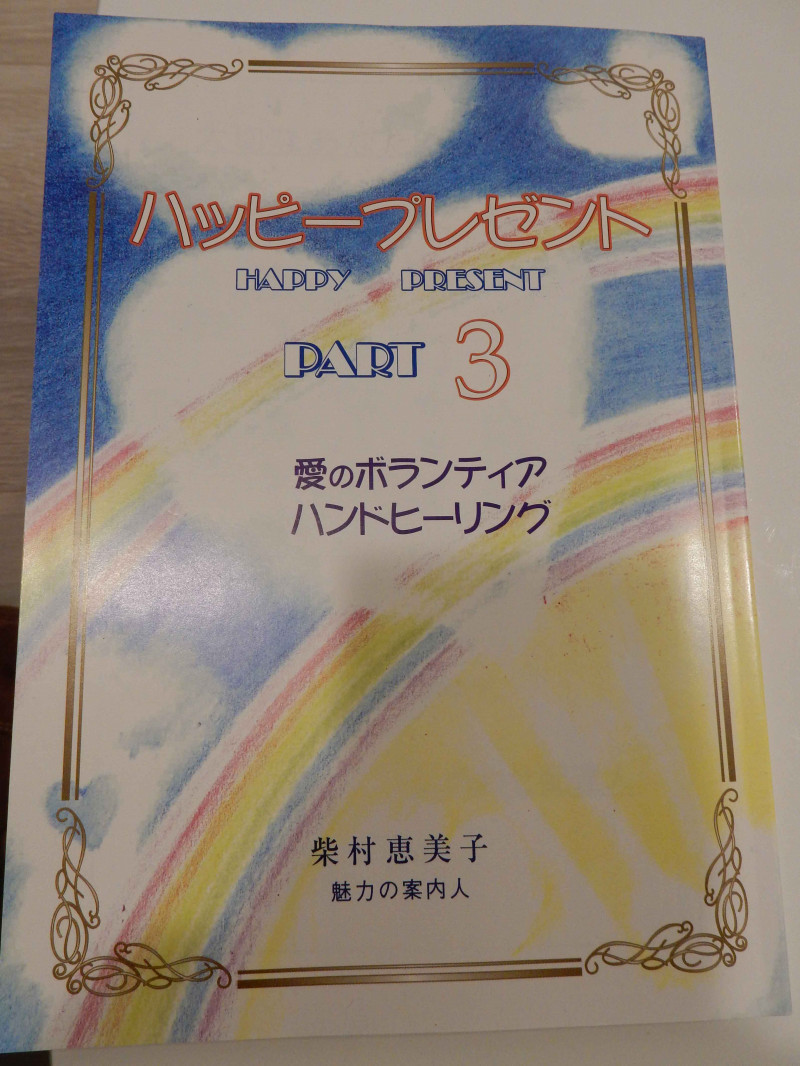 ハッピープレゼント
HAPPY PRESENT
PART 3
愛のボランティア
ハンドヒーリング
柴村恵美子
魅力の案内人